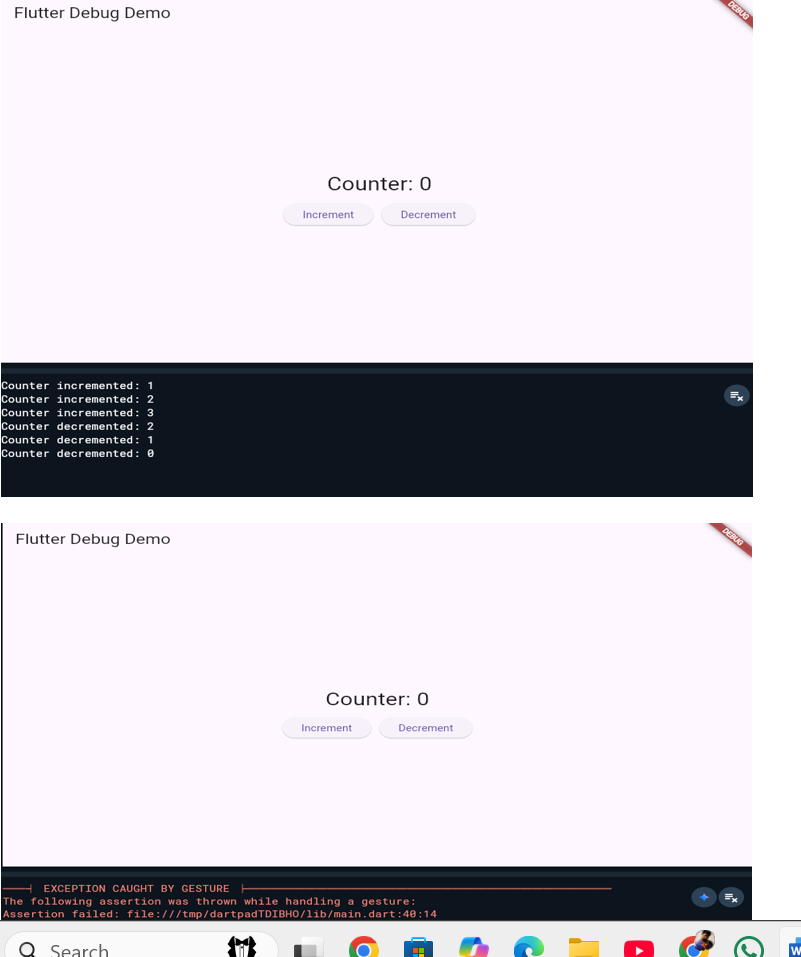 Flutter Debug Demo
DEBUG
Counter: 0
Increment
Decrement
Counter incremented: 1
Counter incremented: 2
Counter incremented: 3
Counter decremented: 2
Counter decremented: 1
Counter decremented: 0
Flutter Debug Demo
DEBUG
Counter: 0
Increment
Decrement
EXCEPTION CAUGHT BY GESTURE
The following assertion was thrown while handling a gesture:
Assertion failed: file:///tmp/dartpadTDIBHO/lib/main.dart:40:14
Search
W